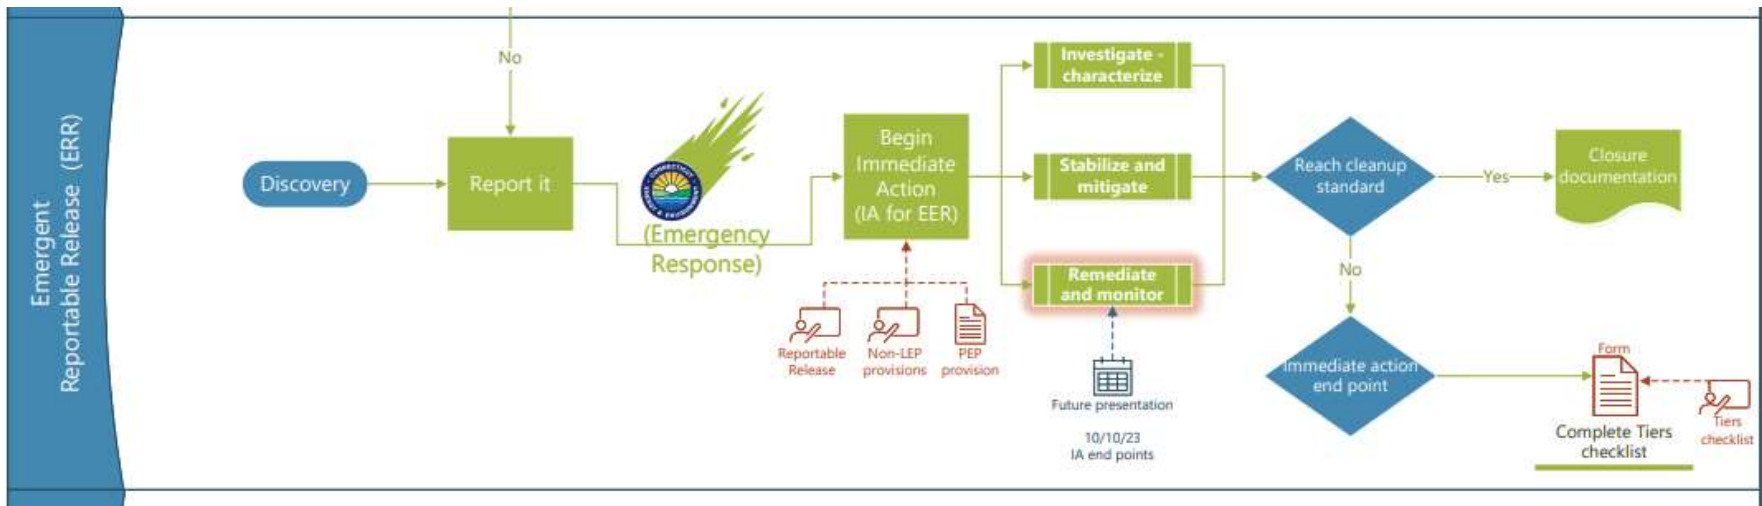 Emergent
Reportable Release (ERR)
No
Discovery
Report it
(Emergency
Response)
Begin
Immediate
Action
(IA for EER)
Reportable
Release
Non-LEP
provisions
PEP
provision
Investigate -
characterize
Stabilize and
mitigate
Remediate
and monitor
Future presentation
10/10/23
IA end points
Reach cleanup
standard
Yes
Closure
documentation
No
Immediate action
end point
Form
Complete Tiers
checklist
Tiers
checklist